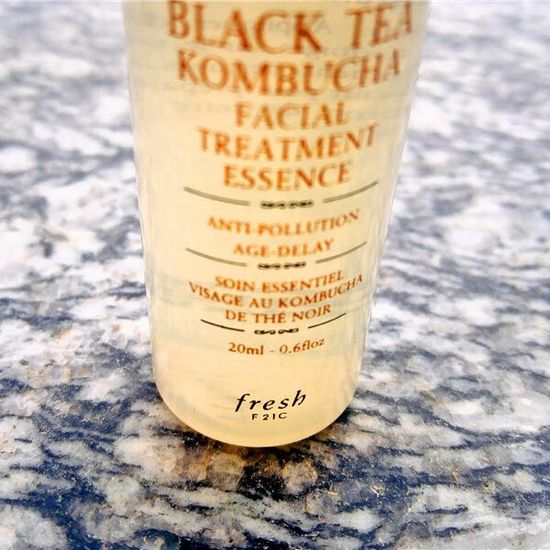 BLACK TEA
KOMBUCHA
FACIAL
TREATMENT
ESSENCE
ANTI-POLLUTION
AGE-DELAY
SOIN ESSENTIEL
VISAGE AU KOMBUCHA
DE THÉ NOIR
20ml - 0.6floz
fresh
F21C